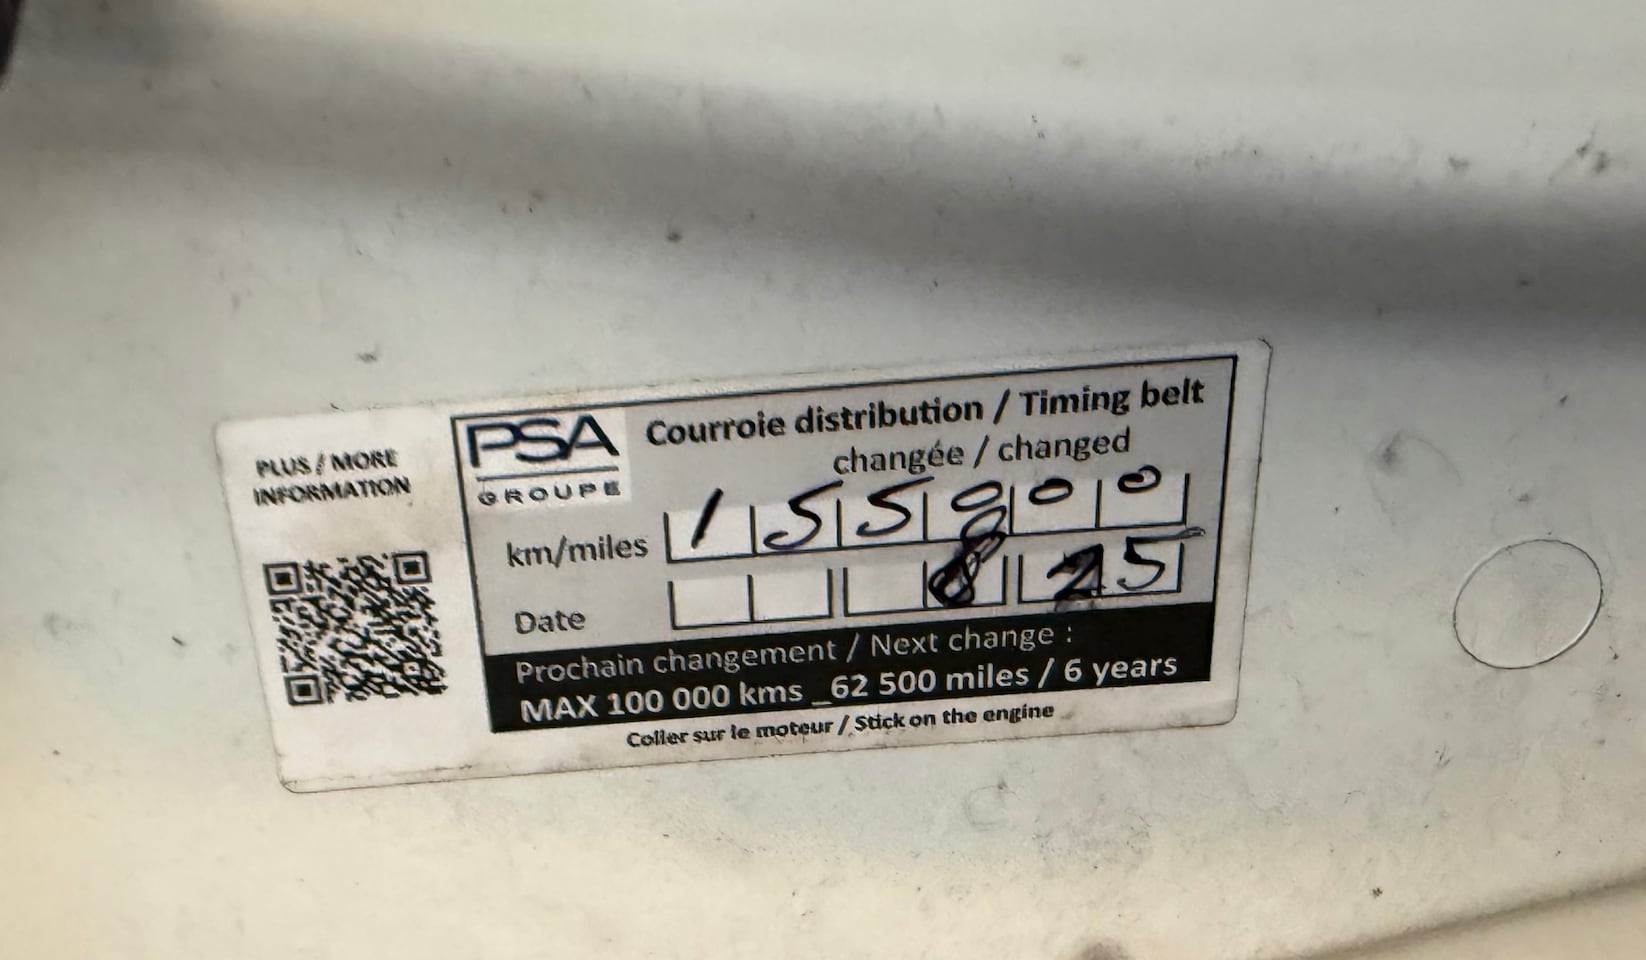 PLUS / MORE
INFORMATION
PSA
GROUPE
Courroie distribution / Timing belt
changée / changed
km/miles 155800
Date 8 25
Prochain changement / Next change :
MAX 100 000 kms _62 500 miles / 6 years
Coller sur le moteur / Stick on the engine